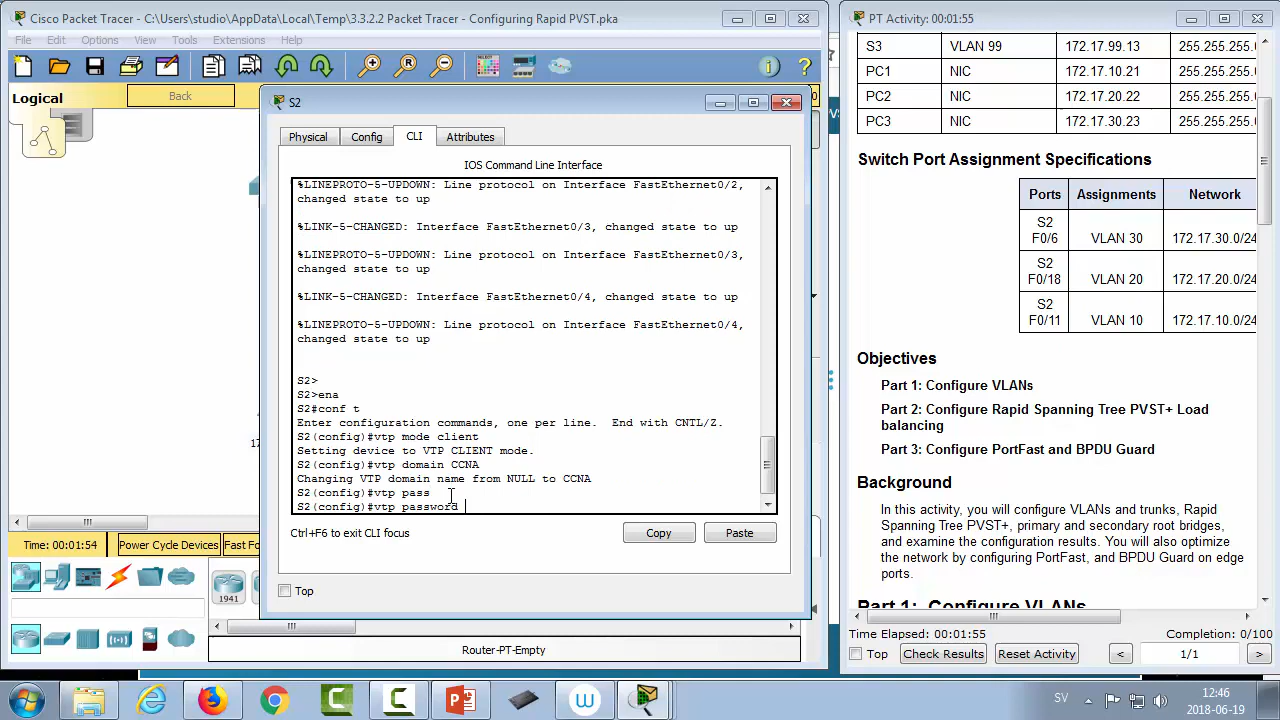 Cisco Packet Tracer - C:\Users\studio\AppData\Local\Temp\3.3.2.2 Packet Tracer - Configuring Rapid PVST.pka
File Edit Options View Tools Extensions Help
Logical
Back
S2
Physical Config CLI Attributes
IOS Command Line Interface
%LINEPROTO-5-UPDOWN: Line protocol on Interface FastEthernet0/2,
changed state to up
%LINK-5-CHANGED: Interface FastEthernet0/3, changed state to up
%LINEPROTO-5-UPDOWN: Line protocol on Interface FastEthernet0/3,
changed state to up
%LINK-5-CHANGED: Interface FastEthernet0/4, changed state to up
%LINEPROTO-5-UPDOWN: Line protocol on Interface FastEthernet0/4,
changed state to up
S2>
S2>ena
S2#conf t
Enter configuration commands, one per line. End with CNTL/Z.
S2(config)#vtp mode client
Setting device to VTP CLIENT mode.
S2(config)#vtp domain CCNA
Changing VTP domain name from NULL to CCNA
S2(config)#vtp pass
S2(config)#vtp password
Ctrl+F6 to exit CLI focus
Copy Paste
Top
Time: 00:01:54 Power Cycle Devices Fast Fo
1941
Router-PT-Empty
PT Activity: 00:01:55
S3 VLAN 99 172.17.99.13 255.255.255.
PC1 NIC 172.17.10.21 255.255.255.
PC2 NIC 172.17.20.22 255.255.255.
PC3 NIC 172.17.30.23 255.255.255.
Switch Port Assignment Specifications
Ports Assignments Network
S2
F0/6 VLAN 30 172.17.30.0/24
S2
F0/18 VLAN 20 172.17.20.0/24
S2
F0/11 VLAN 10 172.17.10.0/24
Objectives
Part 1: Configure VLANs
Part 2: Configure Rapid Spanning Tree PVST+ Load
balancing
Part 3: Configure PortFast and BPDU Guard
Background
In this activity, you will configure VLANs and trunks, Rapid
Spanning Tree PVST+, primary and secondary root bridges,
and examine the configuration results. You will also optimize
the network by configuring PortFast, and BPDU Guard on edge
ports.
Part 1: Configure VLANs
Time Elapsed: 00:01:55 Completion: 0/100
Top Check Results Reset Activity < 1/1 >
SV
12:46
2018-06-19